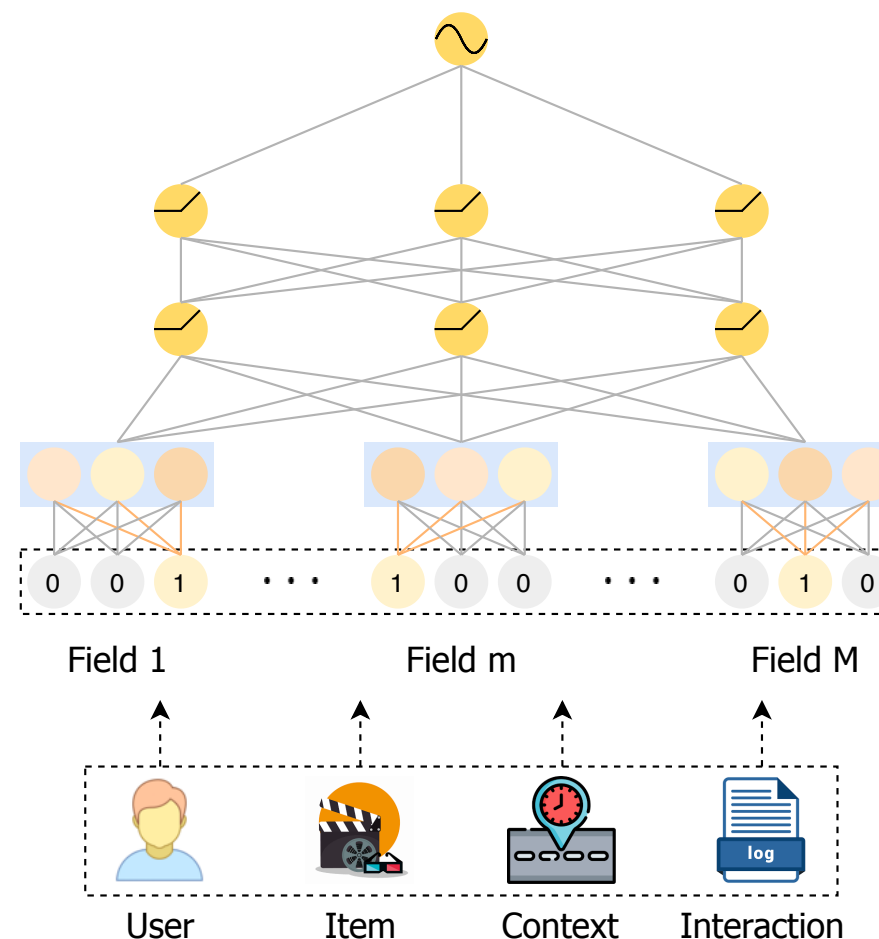 0 0 1 · · · 1 0 0 · · · 0 1 0
Field 1 Field m Field M
log
User Item Context Interaction